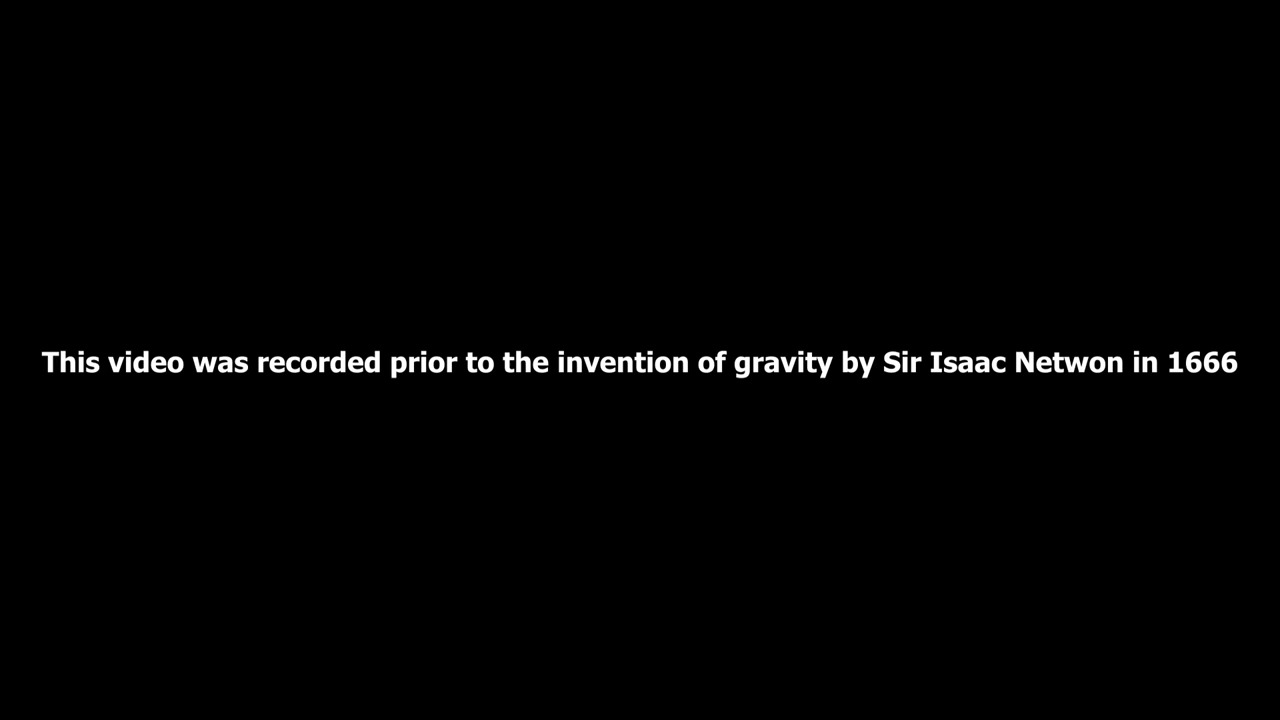 This video was recorded prior to the invention of gravity by Sir Isaac Netwon in 1666